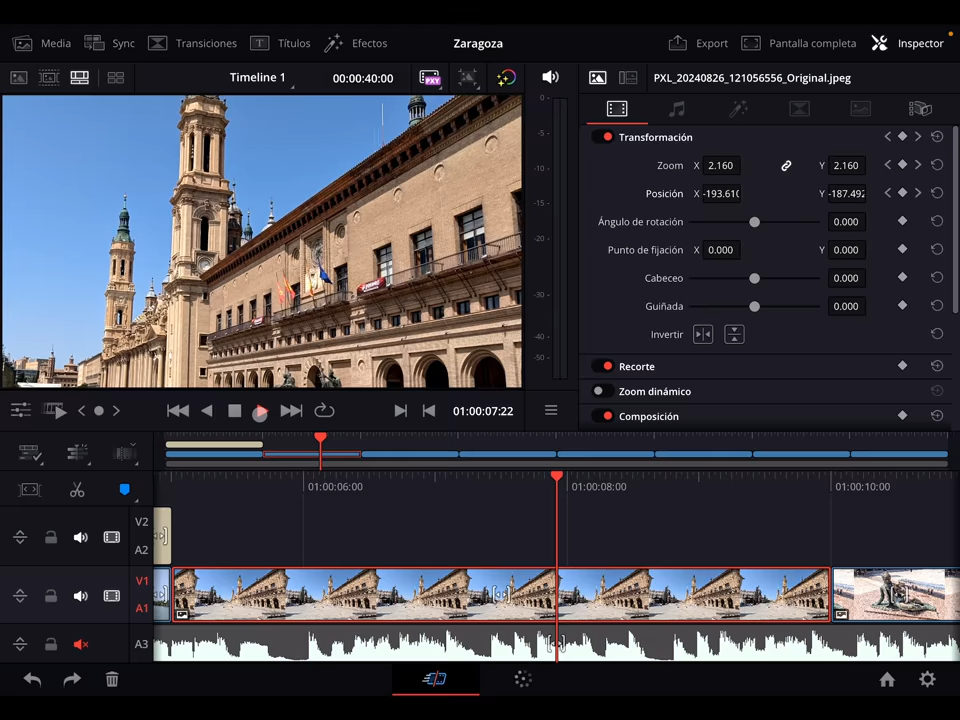 Media Sync Transiciones Títulos Efectos Zaragoza Export Pantalla completa Inspector
Timeline 1 00:00:40:00 PXY PXL_20240826_121056556_Original.jpeg
0
-5
-10
-15
-20
-30
-40
-50
Transformación
Zoom X 2.160 Y 2.160
Posición X -193.610 Y -187.492
Ángulo de rotación 0.000
Punto de fijación X 0.000 Y 0.000
Cabeceo 0.000
Guiñada 0.000
Invertir
Recorte
Zoom dinámico
Composición
01:00:07:22
01:00:06:00 01:00:08:00 01:00:10:00
V2
A2
V1
A1
A3